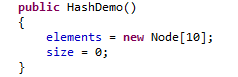 public HashDemo()
{
    elements = new Node[10];
    size = 0;
}